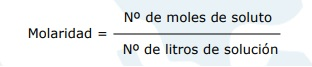 Nº de moles de soluto
Molaridad =
Nº de litros de solución